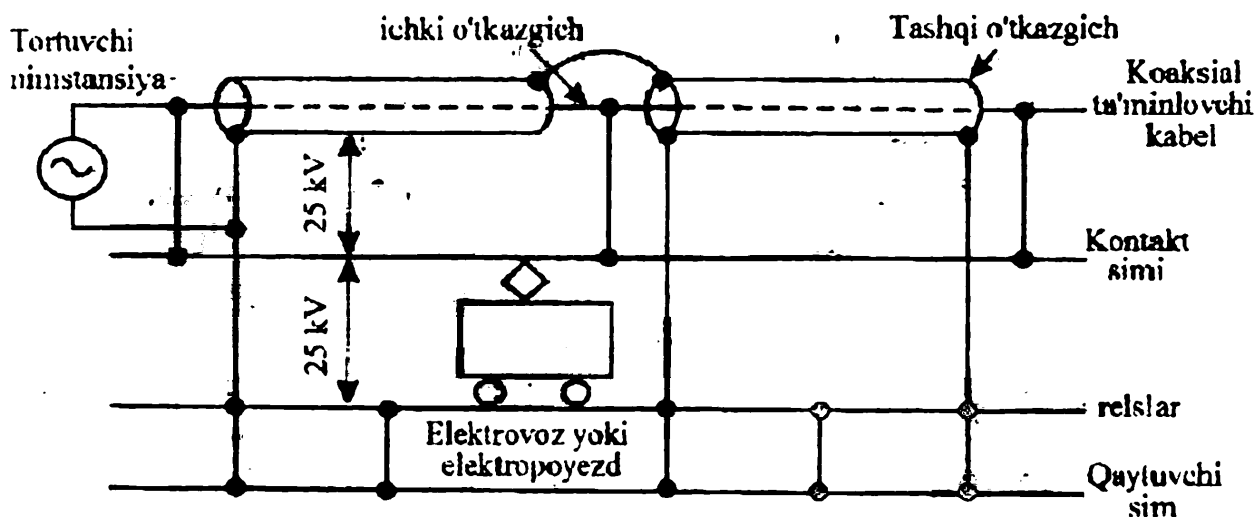 Tortuvchi
nimstansiya
ichki o'tkazgich
Tashqi o'tkazgich
Koaksial
ta'minlovchi
kabel
25 kV
Kontakt
simi
25 kV
relslar
Elektrovoz yoki
elektropoyezd
Qaytuvchi
sim